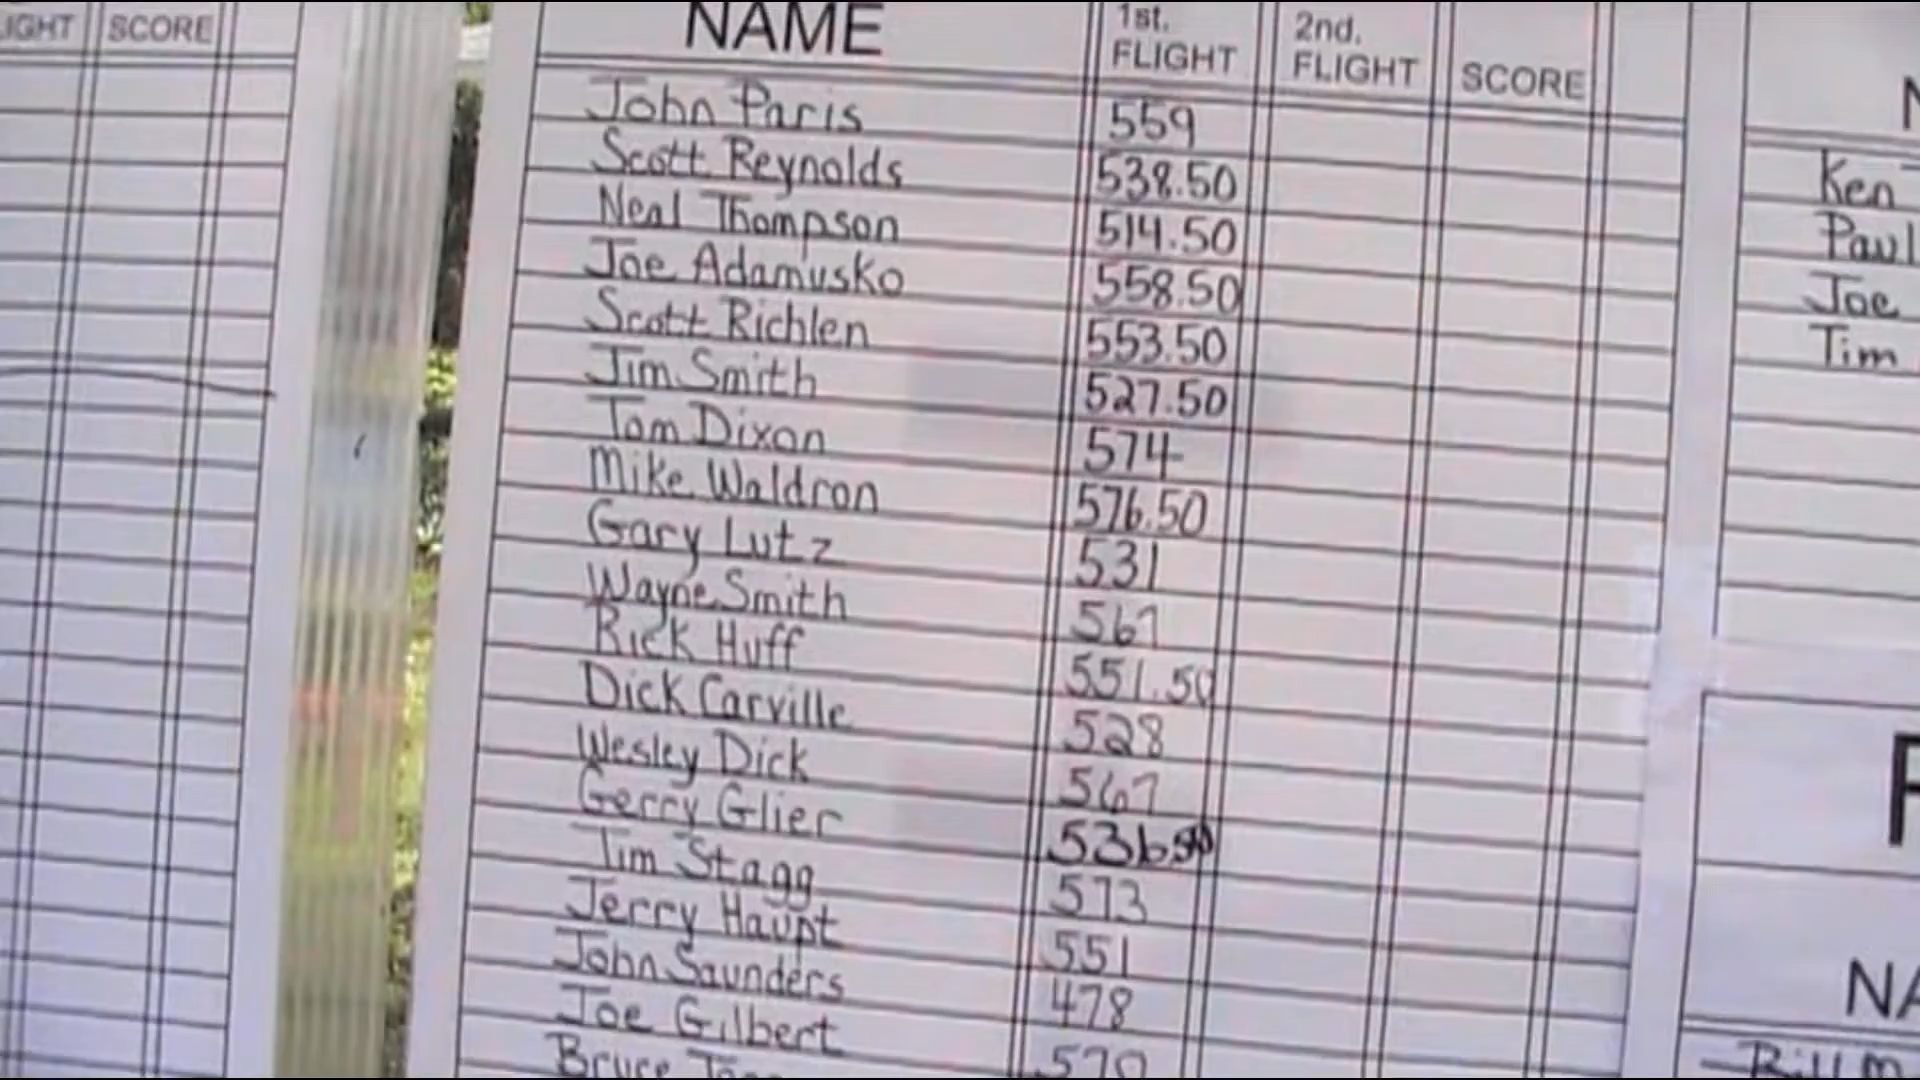 SCORE
NAME 1st. FLIGHT 2nd. FLIGHT SCORE
John Paris 559
Scott Reynolds 538.50
Neal Thompson 514.50
Joe Adamusko 558.50
Scott Richlen 553.50
Jim Smith 527.50
Tom Dixon 574
Mike Waldron 576.50
Gary Lutz 531
Wayne Smith 567
Rick Huff 551.50
Dick Carville 528
Wesley Dick 567
Gerry Glier 536.50
Tim Stagg 573
Jerry Haupt 551
John Saunders 478
Joe Gilbert 570
Bruce
Ken
Paul
Joe
Tim
Bill